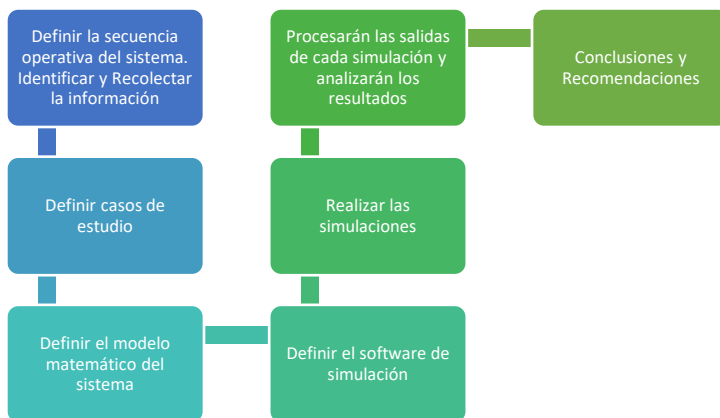 Definir la secuencia
operativa del sistema.
Identificar y Recolectar
la información
Definir casos de
estudio
Definir el modelo
matemático del
sistema
Definir el software de
simulación
Realizar las
simulaciones
Procesarán las salidas
de cada simulación y
analizarán los
resultados
Conclusiones y
Recomendaciones